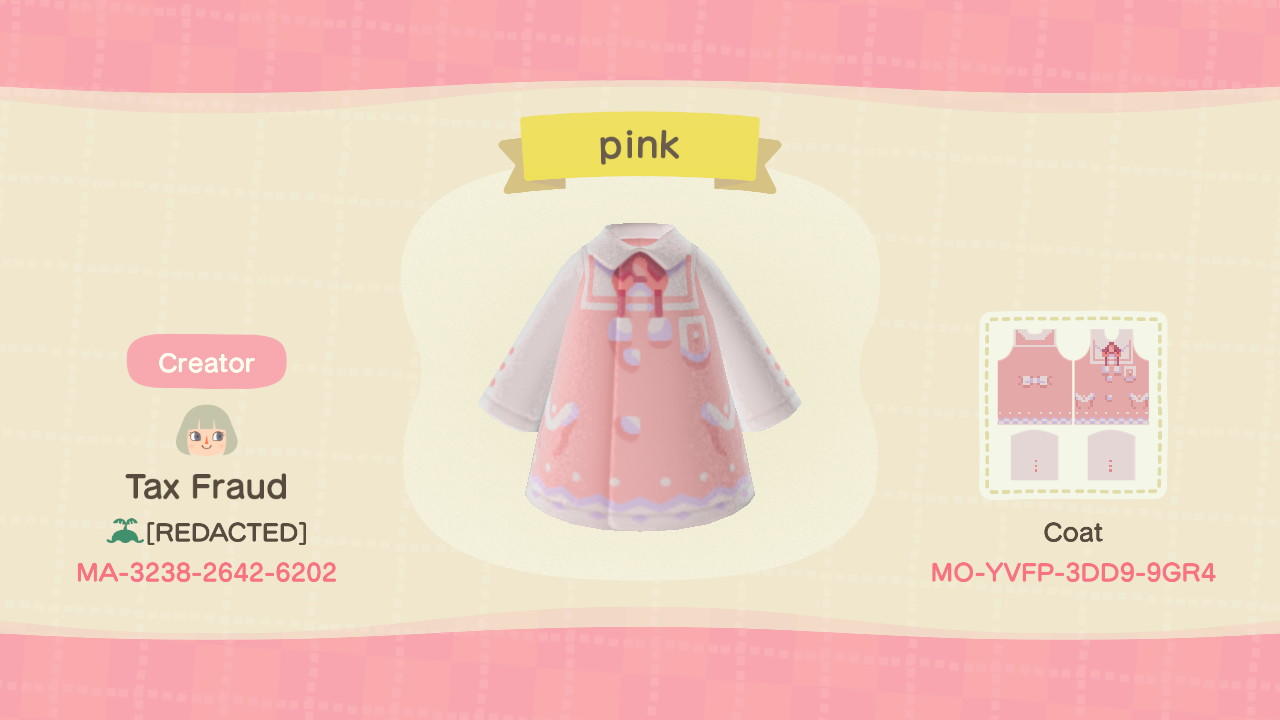 pink
Creator
Tax Fraud
[REDACTED]
MA-3238-2642-6202
Coat
MO-YVFP-3DD9-9GR4